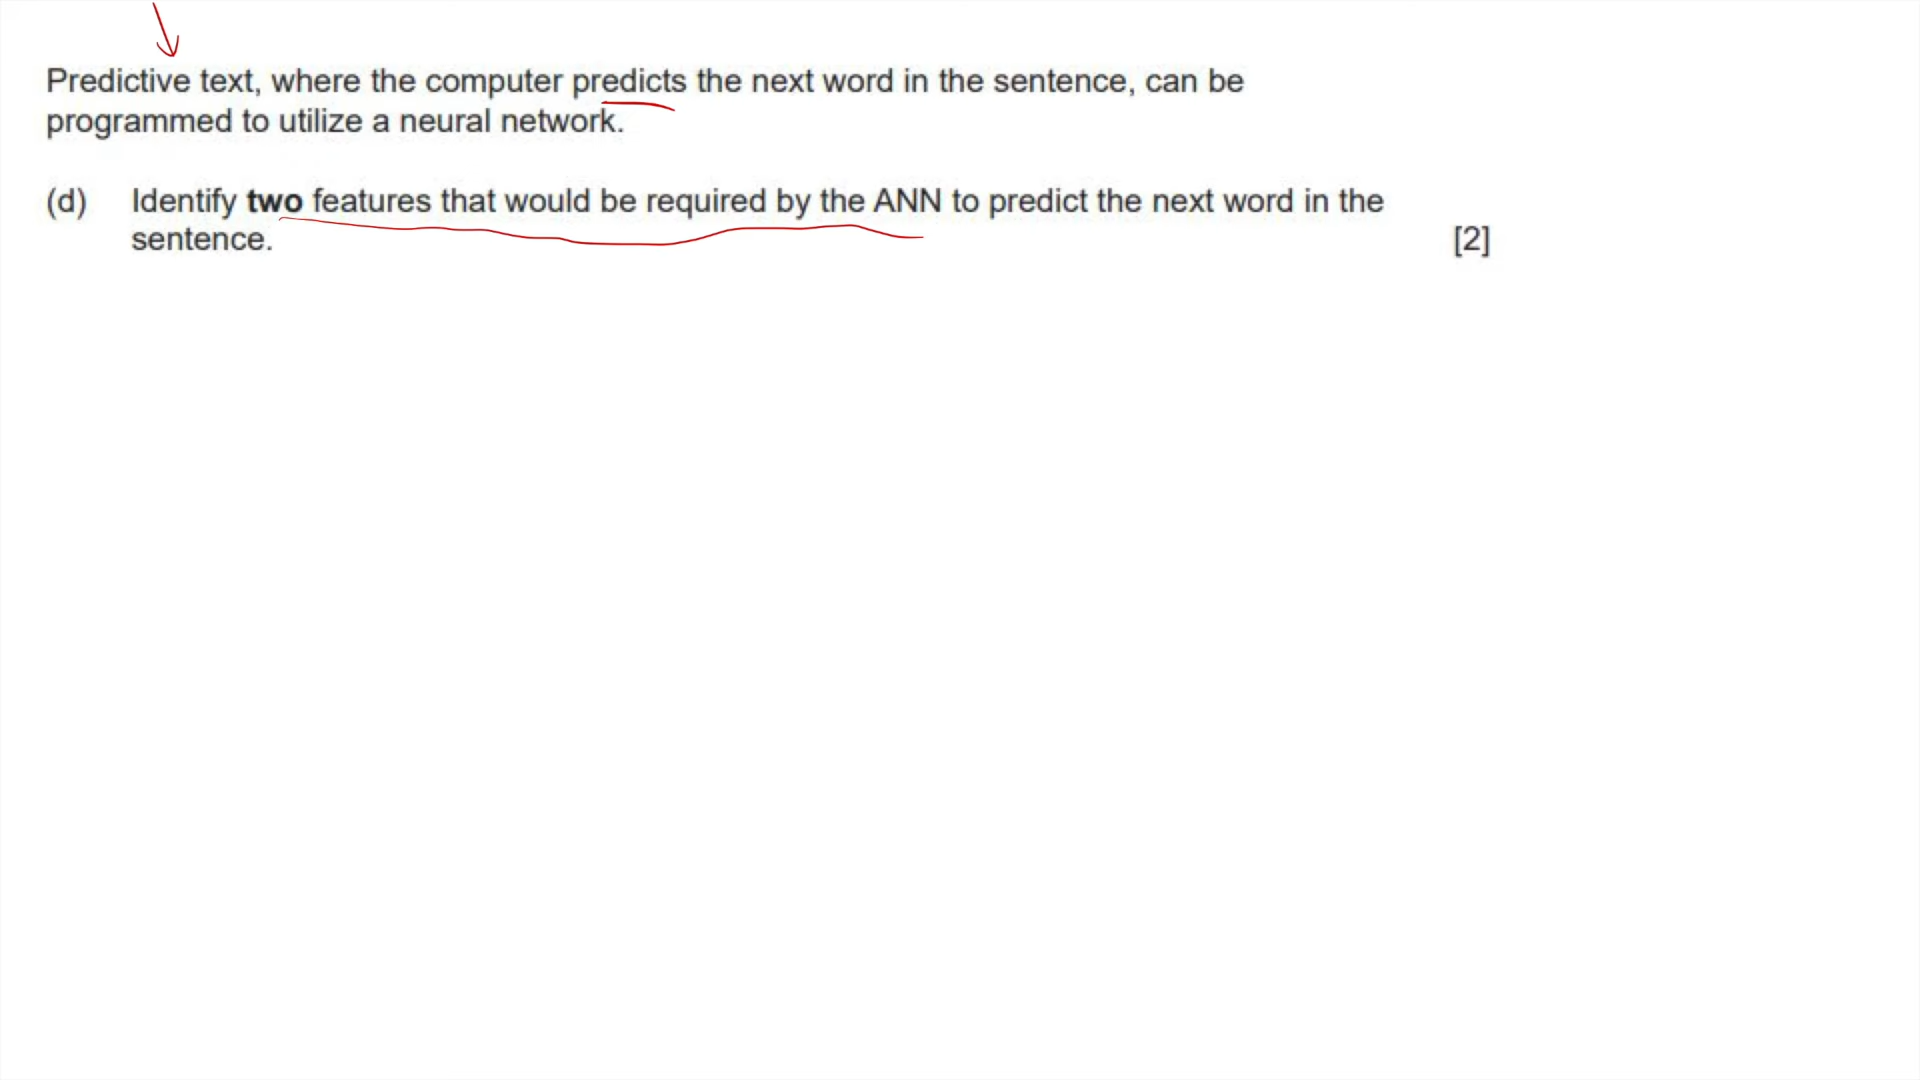 Predictive text, where the computer predicts the next word in the sentence, can be
programmed to utilize a neural network.
(d) Identify two features that would be required by the ANN to predict the next word in the
sentence. [2]